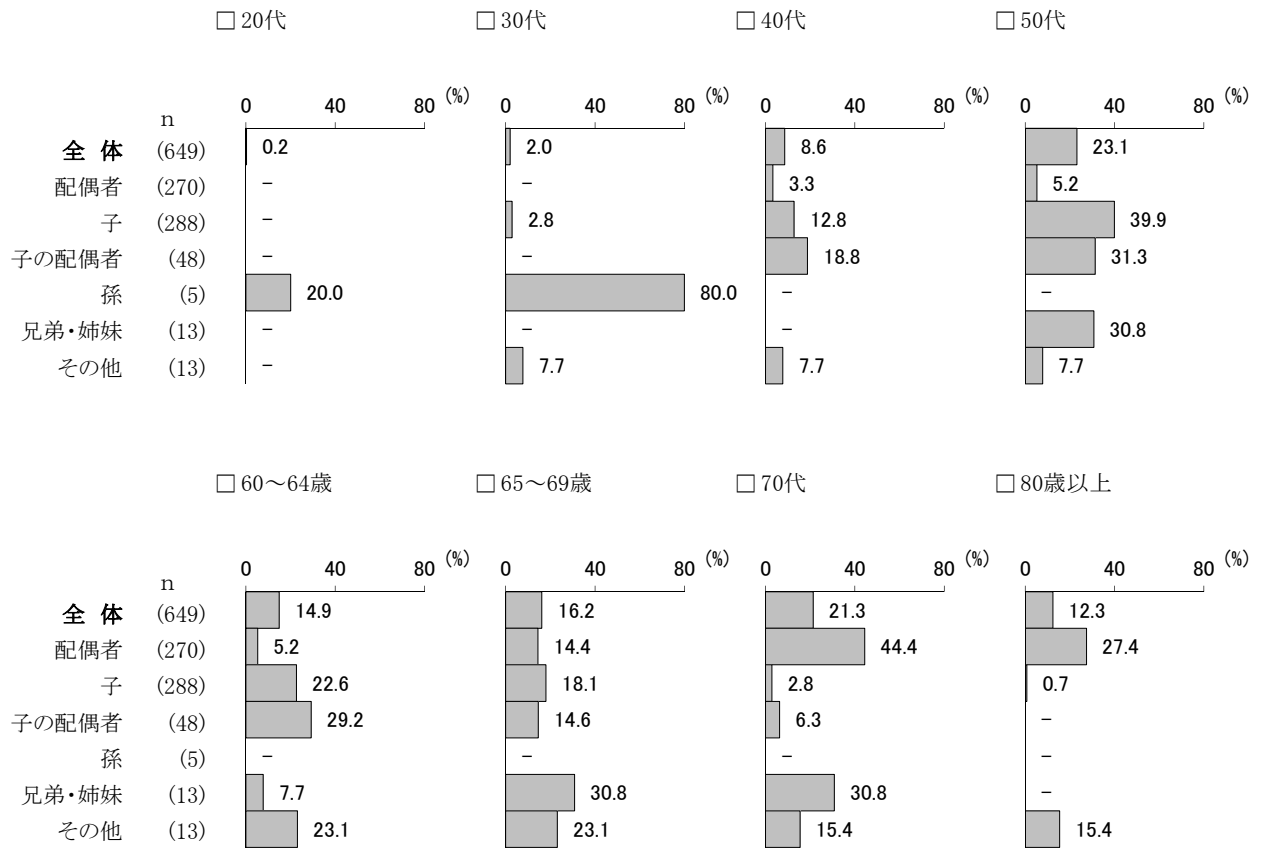 □ 20代 □ 30代 □ 40代 □ 50代
0 40 80 (%) 0 40 80 (%) 0 40 80 (%) 0 40 80 (%)
n
全 体 (649) 0.2 2.0 8.6 23.1
配偶者 (270) − − 3.3 5.2
子 (288) − 2.8 12.8 39.9
子の配偶者 (48) − − 18.8 31.3
孫 (5) 20.0 80.0 − −
兄弟・姉妹 (13) − − − 30.8
その他 (13) − 7.7 7.7 7.7
□ 60～64歳 □ 65～69歳 □ 70代 □ 80歳以上
0 40 80 (%) 0 40 80 (%) 0 40 80 (%) 0 40 80 (%)
n
全 体 (649) 14.9 16.2 21.3 12.3
配偶者 (270) 5.2 14.4 44.4 27.4
子 (288) 22.6 18.1 2.8 0.7
子の配偶者 (48) 29.2 14.6 6.3 −
孫 (5) − − − −
兄弟・姉妹 (13) 7.7 30.8 30.8 −
その他 (13) 23.1 23.1 15.4 15.4